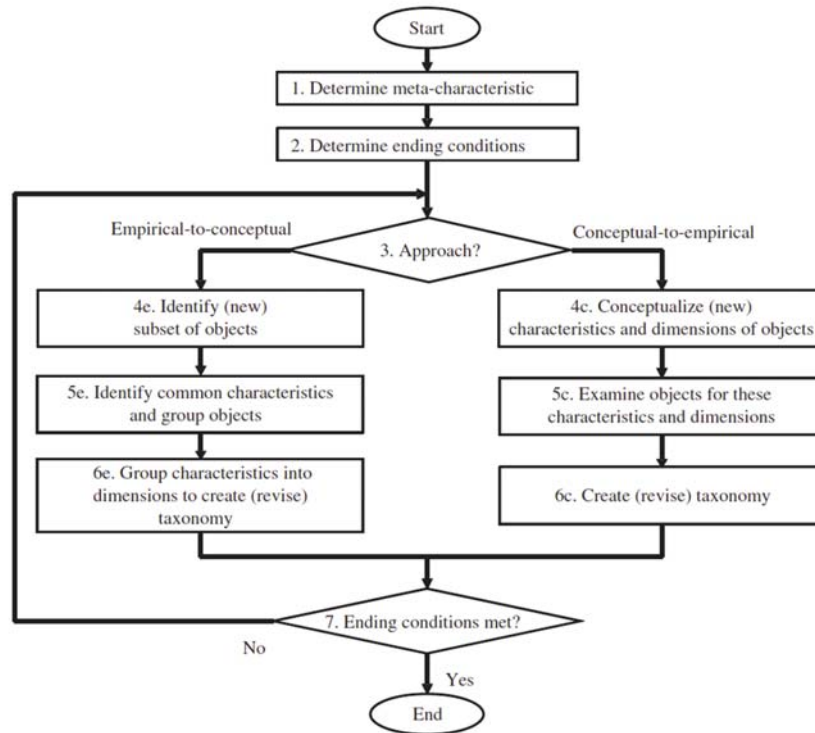 Start
1. Determine meta-characteristic
2. Determine ending conditions
Empirical-to-conceptual
3. Approach?
Conceptual-to-empirical
4e. Identify (new)
subset of objects
5e. Identify common characteristics
and group objects
6e. Group characteristics into
dimensions to create (revise)
taxonomy
4c. Conceptualize (new)
characteristics and dimensions of objects
5c. Examine objects for these
characteristics and dimensions
6c. Create (revise) taxonomy
7. Ending conditions met?
No
Yes
End